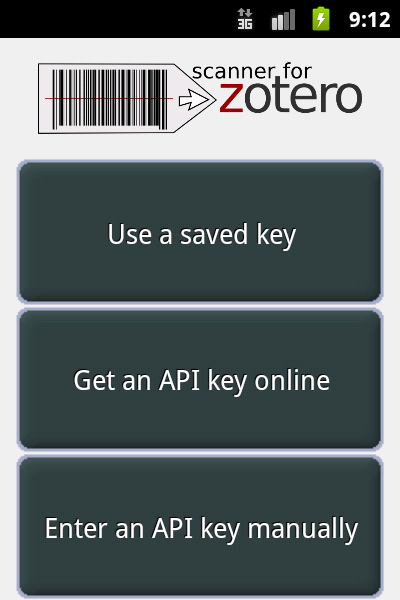 3G 9:12
scanner for
zotero
Use a saved key
Get an API key online
Enter an API key manually